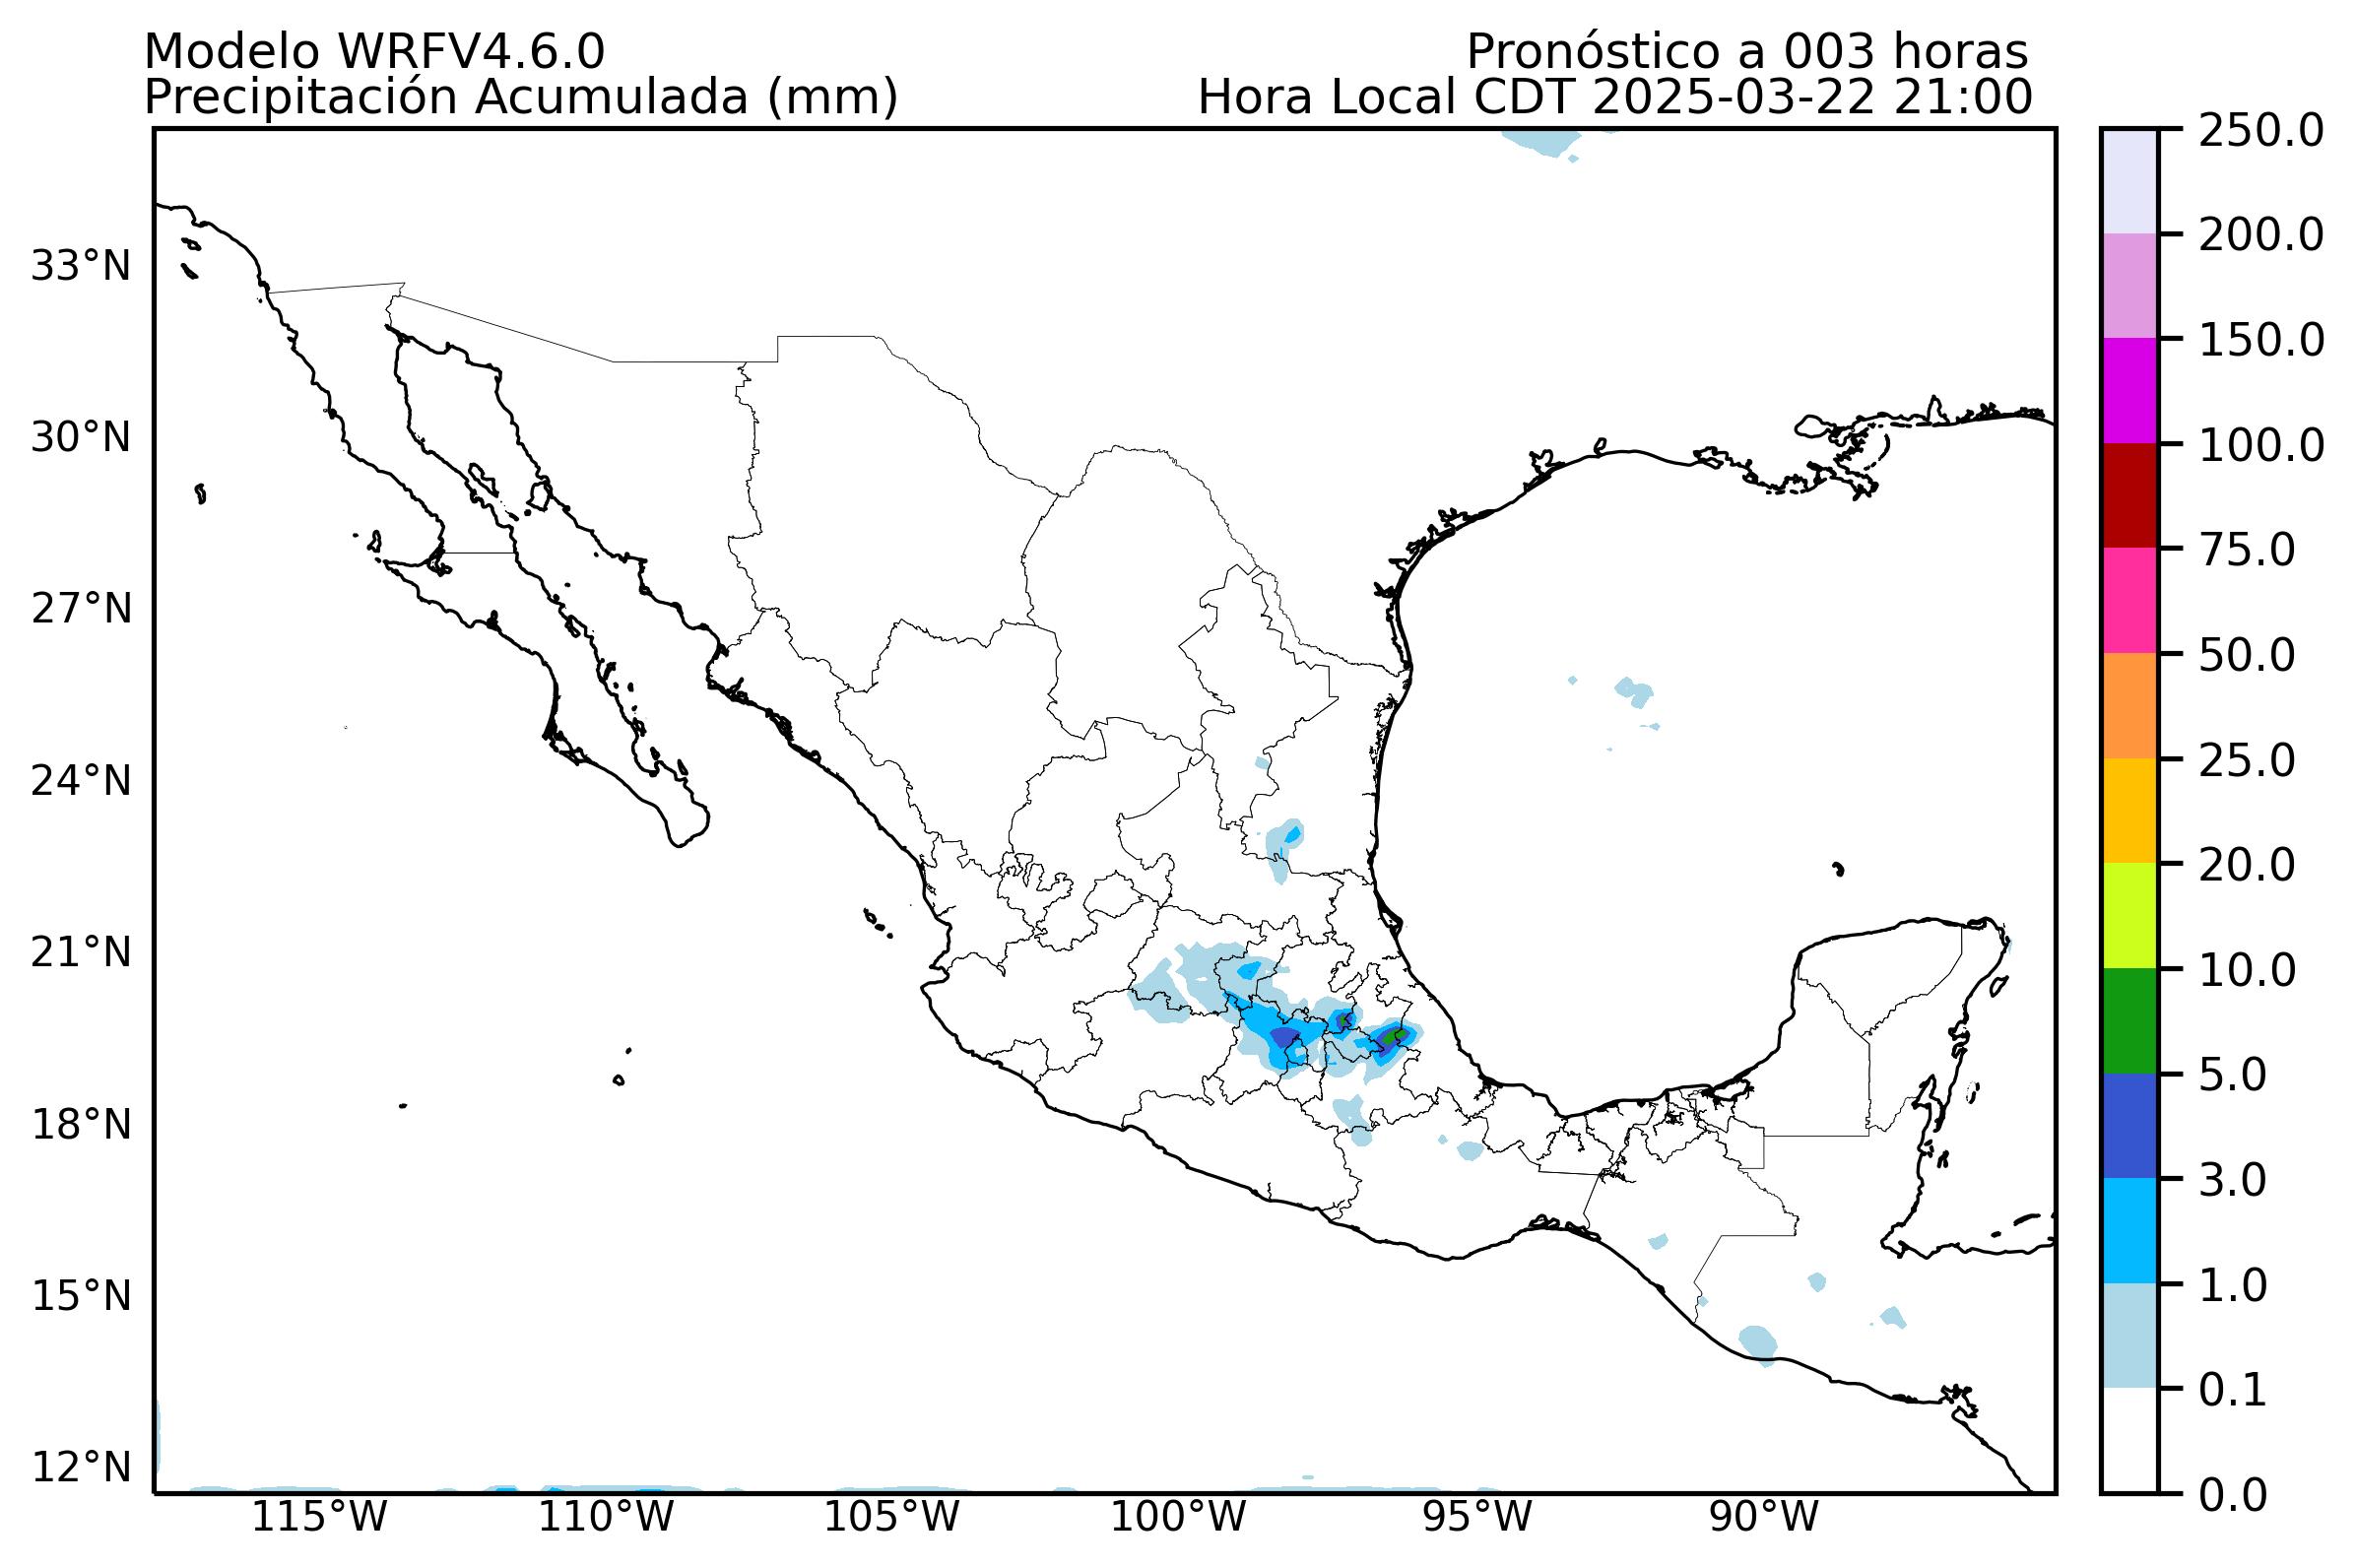 Modelo WRFV4.6.0
Pronóstico a 003 horas
Precipitación Acumulada (mm)
Hora Local CDT 2025-03-22 21:00
33°N
30°N
27°N
24°N
21°N
18°N
15°N
12°N
115°W
110°W
105°W
100°W
95°W
90°W
250.0
200.0
150.0
100.0
75.0
50.0
25.0
20.0
10.0
5.0
3.0
1.0
0.1
0.0